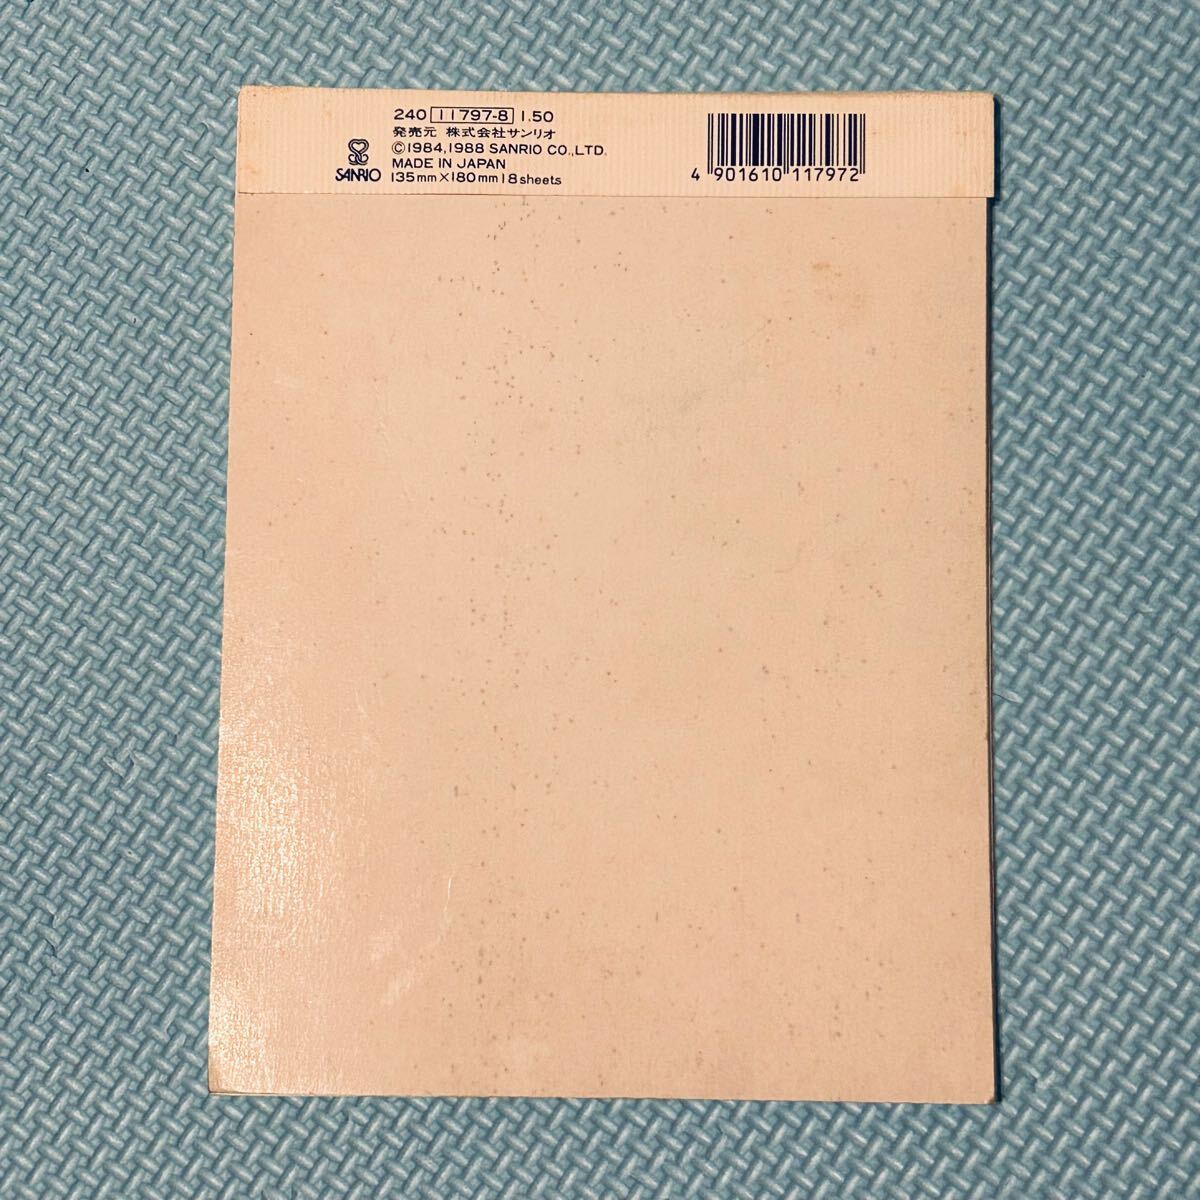 240 11797-8 1.50
発売元 株式会社サンリオ
©1984,1988 SANRIO CO.,LTD.
MADE IN JAPAN
135mm×180mm 18sheets
SANRIO
4 901610 117972